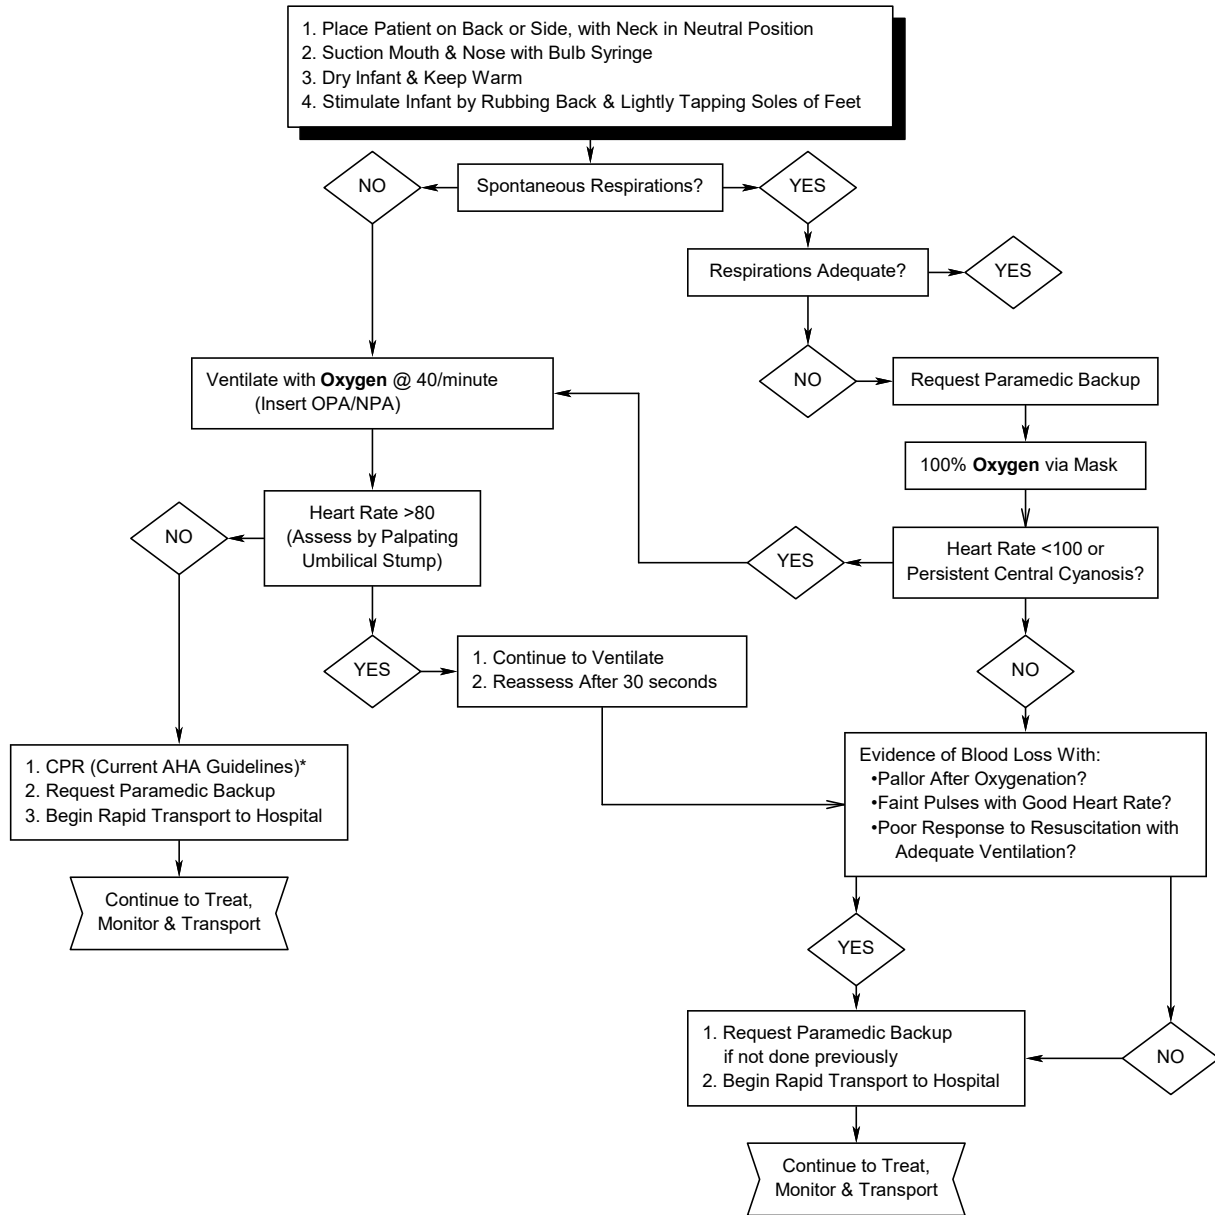 1. Place Patient on Back or Side, with Neck in Neutral Position
2. Suction Mouth & Nose with Bulb Syringe
3. Dry Infant & Keep Warm
4. Stimulate Infant by Rubbing Back & Lightly Tapping Soles of Feet
NO
Spontaneous Respirations?
YES
Respirations Adequate?
YES
NO
Request Paramedic Backup
Ventilate with Oxygen @ 40/minute
(Insert OPA/NPA)
100% Oxygen via Mask
NO
Heart Rate >80
(Assess by Palpating
Umbilical Stump)
YES
Heart Rate <100 or
Persistent Central Cyanosis?
YES
1. Continue to Ventilate
2. Reassess After 30 seconds
NO
1. CPR (Current AHA Guidelines)*
2. Request Paramedic Backup
3. Begin Rapid Transport to Hospital
Evidence of Blood Loss With:
•Pallor After Oxygenation?
•Faint Pulses with Good Heart Rate?
•Poor Response to Resuscitation with
Adequate Ventilation?
Continue to Treat,
Monitor & Transport
YES
NO
1. Request Paramedic Backup
if not done previously
2. Begin Rapid Transport to Hospital
Continue to Treat,
Monitor & Transport